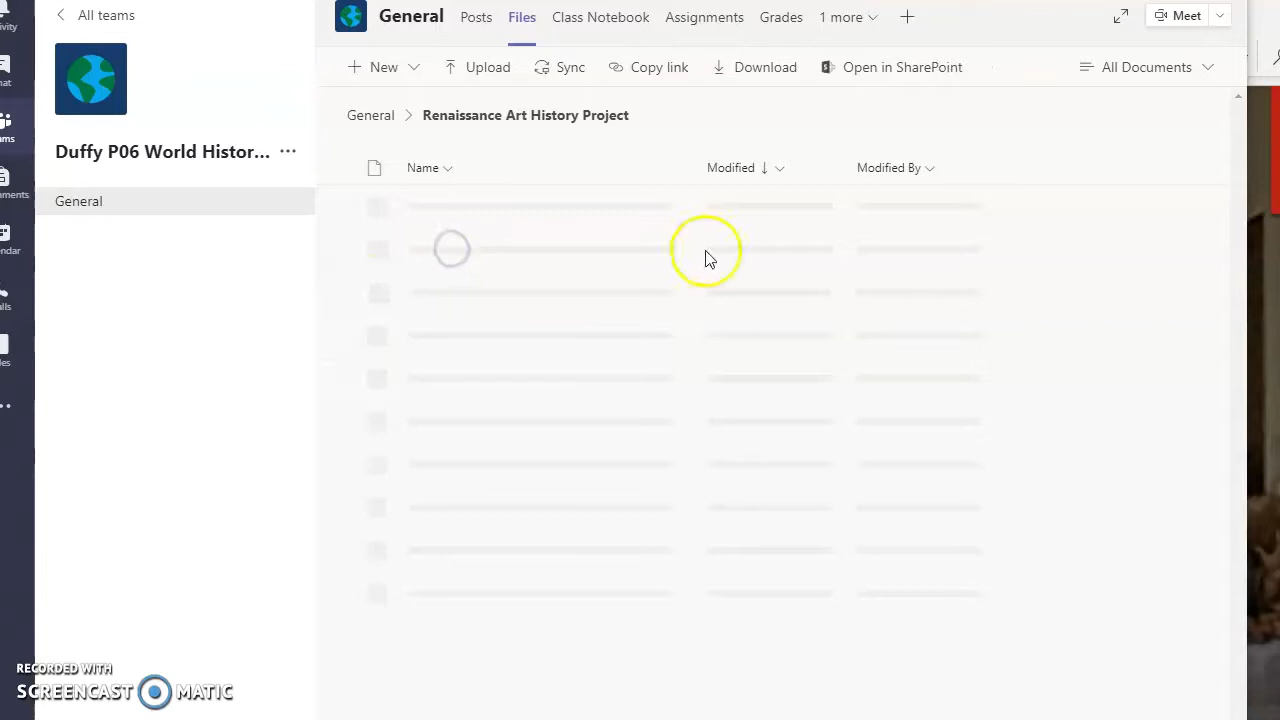 All teams
General Posts Files Class Notebook Assignments Grades 1 more Meet
New Upload Sync Copy link Download Open in SharePoint All Documents
General Renaissance Art History Project
Duffy P06 World Histor... ...
Name Modified Modified By
General
RECORDED WITH
SCREENCAST MATIC